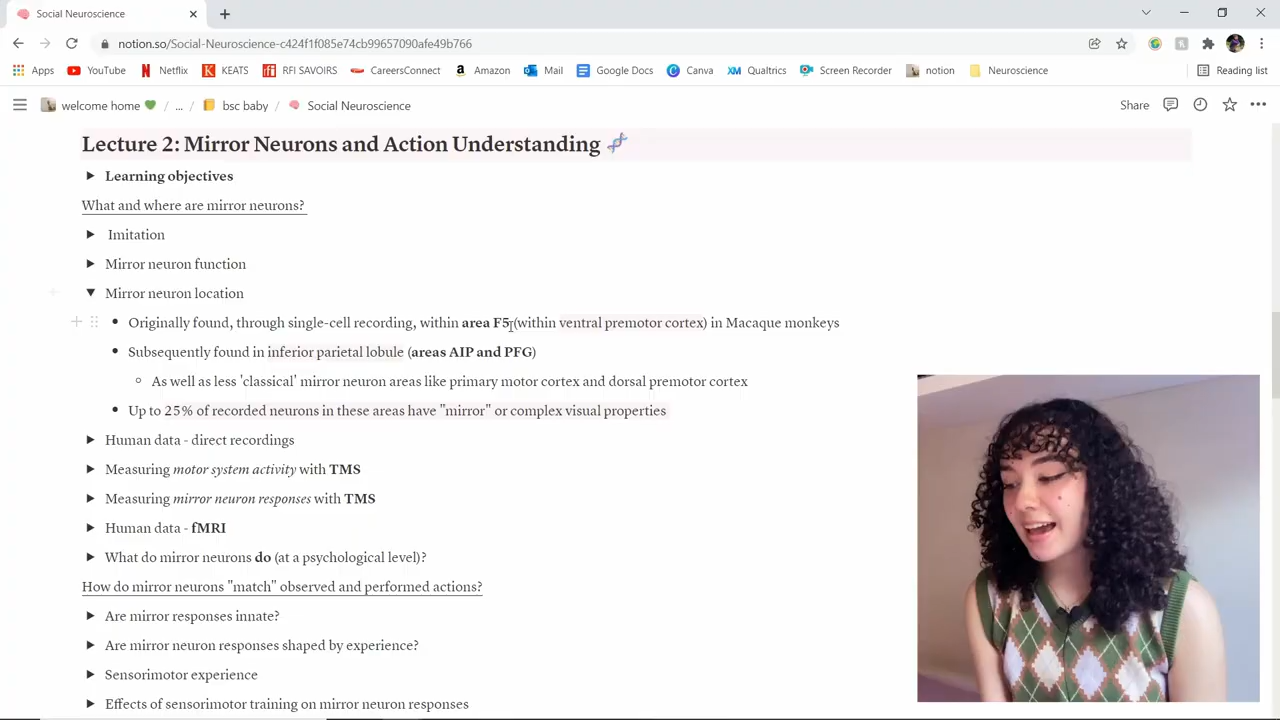 Social Neuroscience
notion.so/Social-Neuroscience-c424f1f085e74cb99657090afe49b766
Apps YouTube Netflix KEATS RFI SAVOIRS CareersConnect Amazon Mail Google Docs Canva Qualtrics Screen Recorder notion Neuroscience Reading list
welcome home / ... / bsc baby / Social Neuroscience Share
Lecture 2: Mirror Neurons and Action Understanding
Learning objectives
What and where are mirror neurons?
Imitation
Mirror neuron function
Mirror neuron location
Originally found, through single-cell recording, within area F5 (within ventral premotor cortex) in Macaque monkeys
Subsequently found in inferior parietal lobule (areas AIP and PFG)
As well as less 'classical' mirror neuron areas like primary motor cortex and dorsal premotor cortex
Up to 25% of recorded neurons in these areas have "mirror" or complex visual properties
Human data - direct recordings
Measuring motor system activity with TMS
Measuring mirror neuron responses with TMS
Human data - fMRI
What do mirror neurons do (at a psychological level)?
How do mirror neurons "match" observed and performed actions?
Are mirror responses innate?
Are mirror neuron responses shaped by experience?
Sensorimotor experience
Effects of sensorimotor training on mirror neuron responses